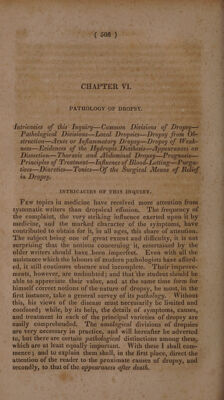 ( 506 )
CHAPTER VI.
PATHOLOGY OF DROPSY.
Intricacies of this Inquiry—Common Divisions of Dropsy—
Pathological Divisions—Local Dropsies—Dropsy from Ob-
struction—Acute or Inflammatory Dropsy—Dropsy of Weak-
ness—Evidences of the Hydropic Diathesis—Appearances on
Dissection—Thoracic and Abdominal Dropsy—Prognosis—
Principles of Treatment—Influence of Blood-Letting—Purga-
tives—Diuretics—Tonics—Of the Surgical Means of Relief
in Dropsy.
INTRICACIES OF THIS INQUIRY.
Few topics in medicine have received more attention from
systematic writers than dropsical effusion. The frequency of
the complaint, the very striking influence exerted upon it by
medicine, and the marked character of the symptoms, have
contributed to obtain for it, in all ages, this share of attention.
The subject being one of great extent and difficulty, it is not
surprising that the notions concerning it, entertained by the
older writers should have been imperfect. Even with all the
assistance which the labours of modern pathologists have afford-
ed, it still continues obscure and incomplete. Their improve-
ments, however, are undoubted; and that the student should be
able to appreciate their value, and at the same time form for
himself correct notions of the nature of dropsy, he must, in the
first instance, take a general survey of its pathology. Without
this, his views of the disease must necessarily be limited and
confused; while, by its help, the details of symptoms, causes,
and treatment in each of the principal varieties of dropsy are
easily comprehended. The nosological divisions of dropsies
are very necessary in practice, and will hereafter be adverted
to, but there are certain pathological distinctions among them,
which are at least equally important. With these I shall com-
mence; and to explain them shall, in the first place, direct the
attention of the reader to the proximate causes of dropsy, and
secondly, to that of the appearances after death.